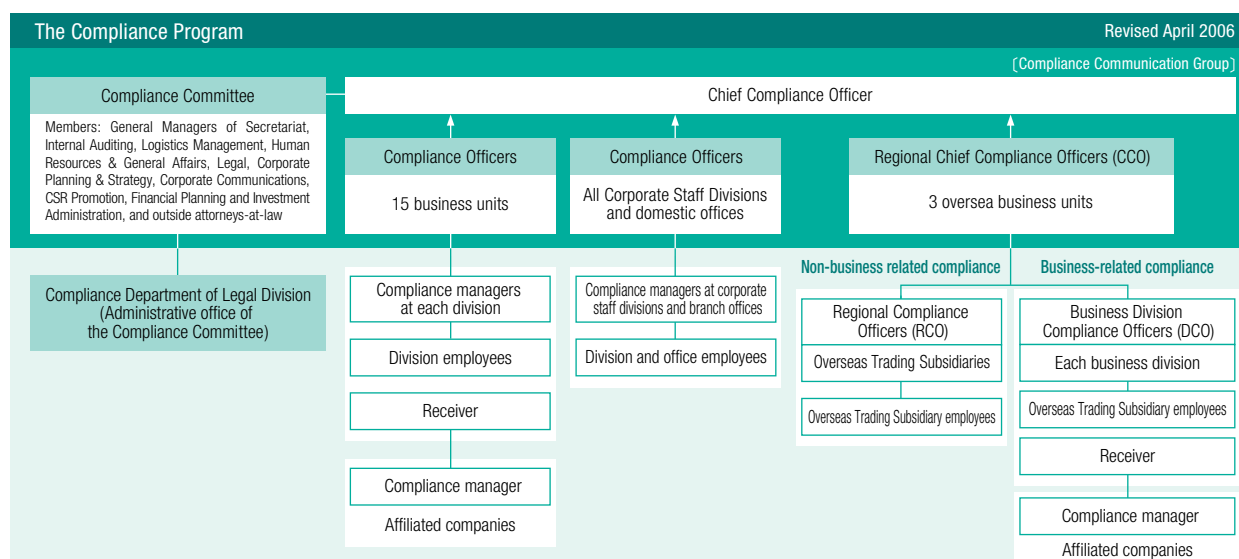 The Compliance Program
Revised April 2006
(Compliance Communication Group)
Compliance Committee
Members: General Managers of Secretariat,
Internal Auditing, Logistics Management, Human
Resources & General Affairs, Legal, Corporate
Planning & Strategy, Corporate Communications,
CSR Promotion, Financial Planning and Investment
Administration, and outside attorneys-at-law
Compliance Department of Legal Division
(Administrative office of
the Compliance Committee)
Chief Compliance Officer
Compliance Officers
15 business units
Compliance managers
at each division
Division employees
Receiver
Compliance manager
Affiliated companies
Compliance Officers
All Corporate Staff Divisions
and domestic offices
Compliance managers at corporate
staff divisions and branch offices
Division and office employees
Regional Chief Compliance Officers (CCO)
3 oversea business units
Non-business related compliance
Regional Compliance
Officers (RCO)
Overseas Trading Subsidiaries
Overseas Trading Subsidiary employees
Business-related compliance
Business Division
Compliance Officers (DCO)
Each business division
Overseas Trading Subsidiary employees
Receiver
Compliance manager
Affiliated companies